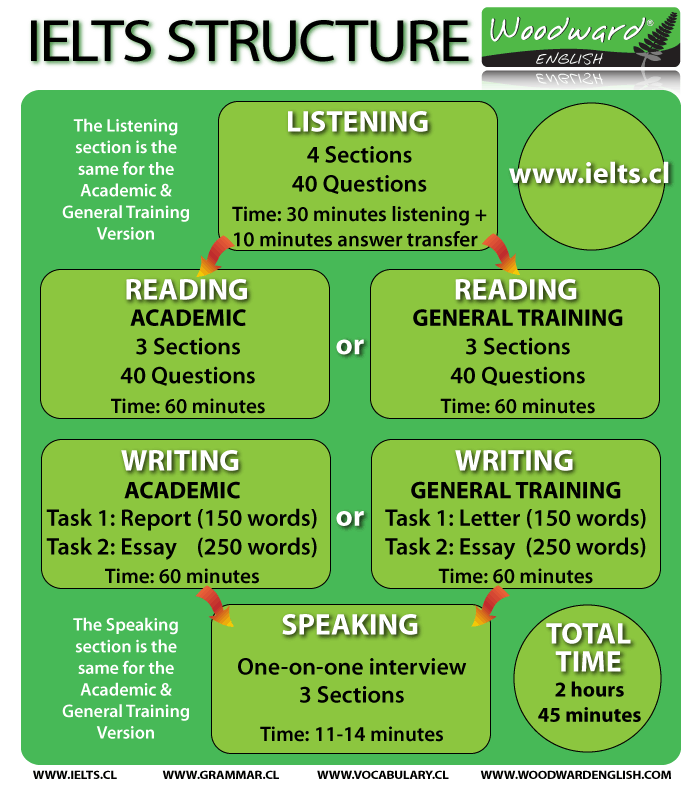 IELTS STRUCTURE
Woodward®
ENGLISH
The Listening
section is the
same for the
Academic &
General Training
Version
LISTENING
4 Sections
40 Questions
Time: 30 minutes listening +
10 minutes answer transfer
www.ielts.cl
READING
ACADEMIC
3 Sections
40 Questions
Time: 60 minutes
or
READING
GENERAL TRAINING
3 Sections
40 Questions
Time: 60 minutes
WRITING
ACADEMIC
Task 1: Report (150 words)
Task 2: Essay (250 words)
Time: 60 minutes
or
WRITING
GENERAL TRAINING
Task 1: Letter (150 words)
Task 2: Essay (250 words)
Time: 60 minutes
The Speaking
section is the
same for the
Academic &
General Training
Version
SPEAKING
One-on-one interview
3 Sections
Time: 11-14 minutes
TOTAL
TIME
2 hours
45 minutes
WWW.IELTS.CL
WWW.GRAMMAR.CL
WWW.VOCABULARY.CL
WWW.WOODWARDENGLISH.COM